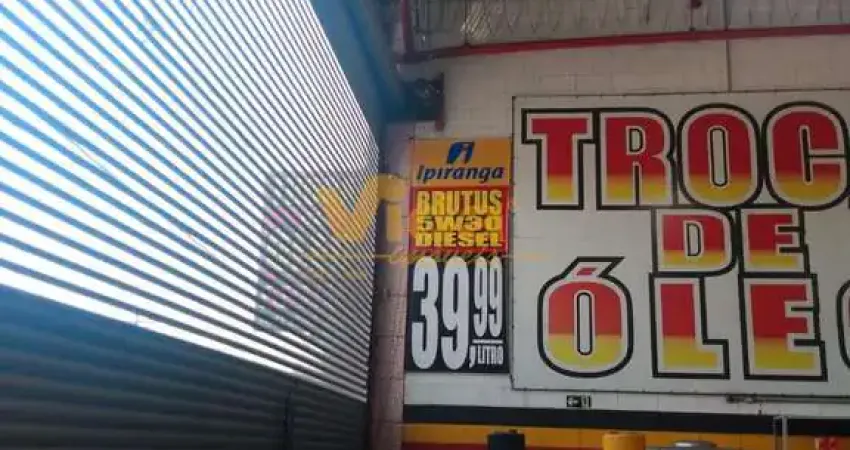 Ipiranga
BRUTUS
5W30
DIESEL
39,99
LITRO
TROC
DE
ÓLEO